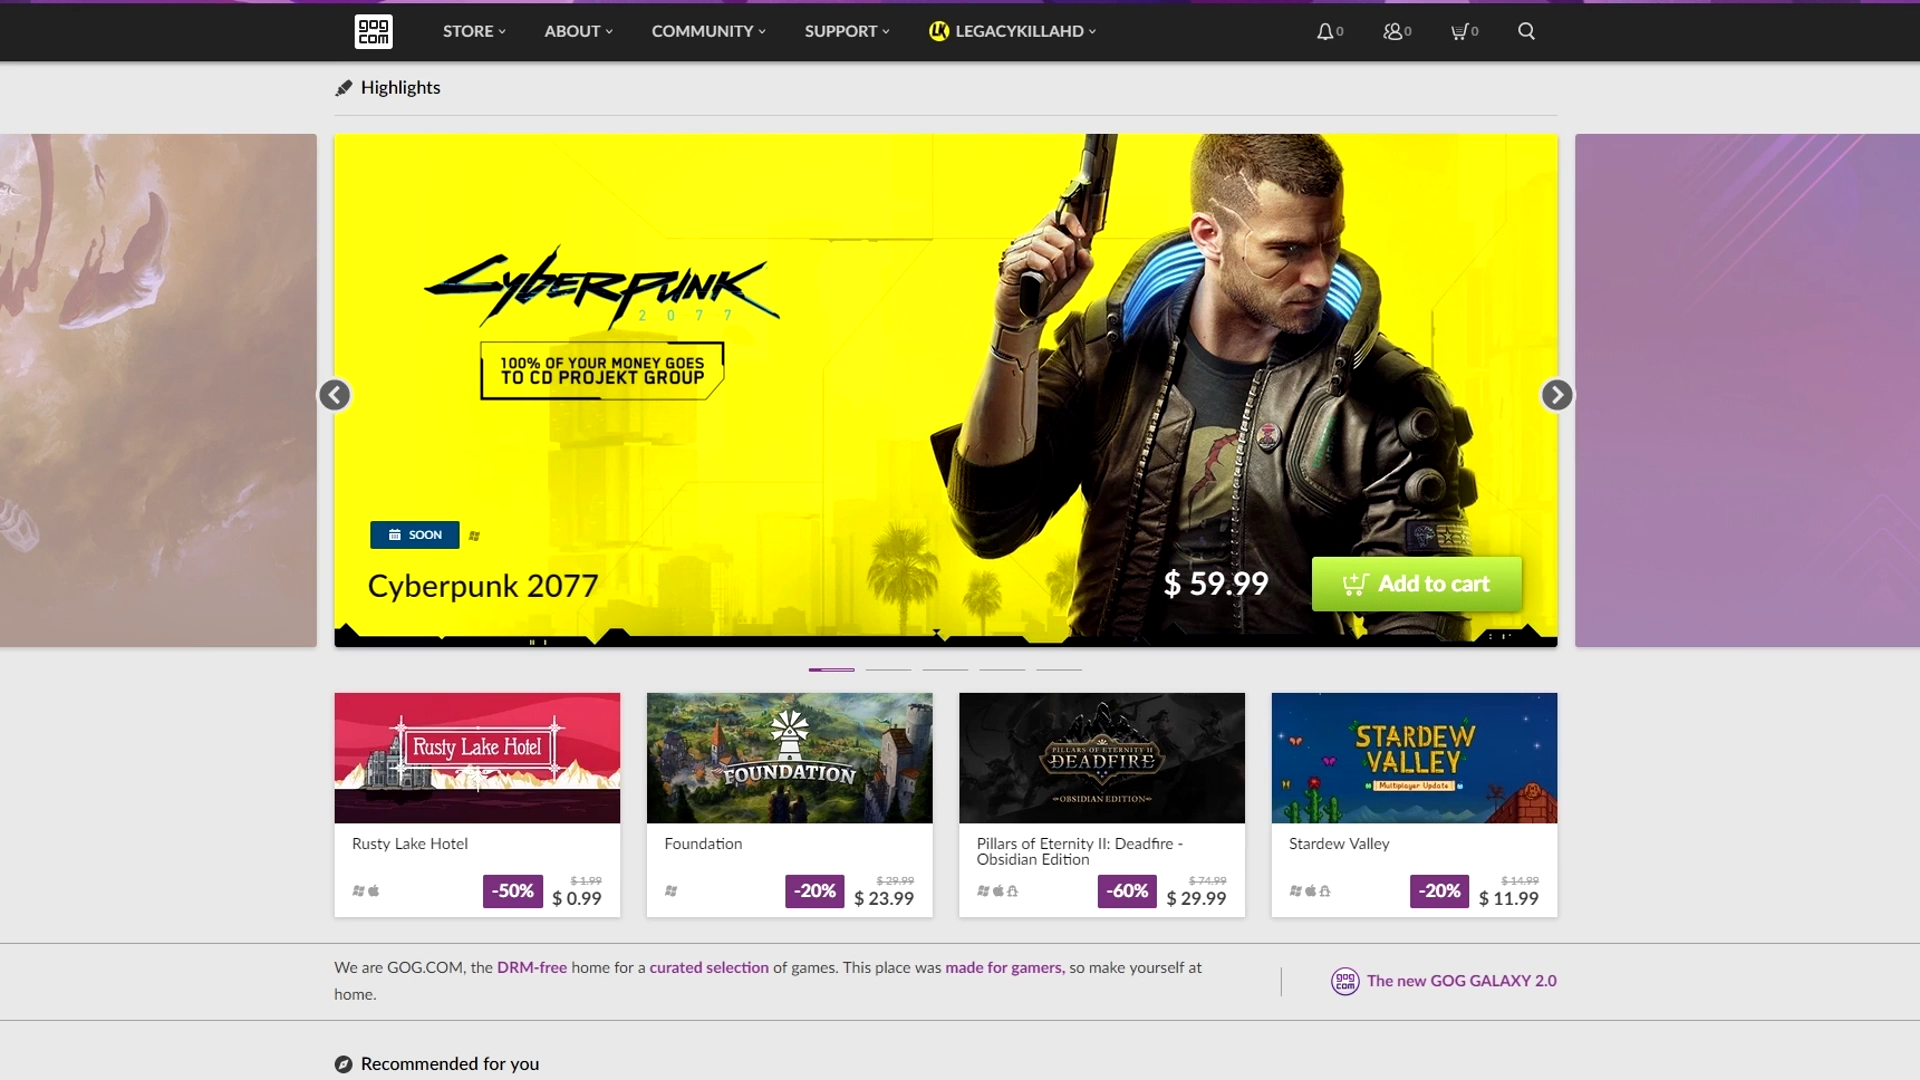 gog
com
STORE
ABOUT
COMMUNITY
SUPPORT
LK
LEGACYKILLAHD
0
0
0
Highlights
CYBERPUNK
2077
100% OF YOUR MONEY GOES
TO CD PROJEKT GROUP
SOON
Cyberpunk 2077
$ 59.99
Add to cart
Rusty Lake Hotel
FOUNDATION
PILLARS OF ETERNITY II
DEADFIRE
OBSIDIAN EDITION
STARDEW
VALLEY
Multiplayer Update
Rusty Lake Hotel
-50%
$ 1.99
$ 0.99
Foundation
-20%
$ 29.99
$ 23.99
Pillars of Eternity II: Deadfire -
Obsidian Edition
-60%
$ 74.99
$ 29.99
Stardew Valley
-20%
$ 14.99
$ 11.99
We are GOG.COM, the DRM-free home for a curated selection of games. This place was made for gamers, so make yourself at
home.
gog
com
The new GOG GALAXY 2.0
Recommended for you